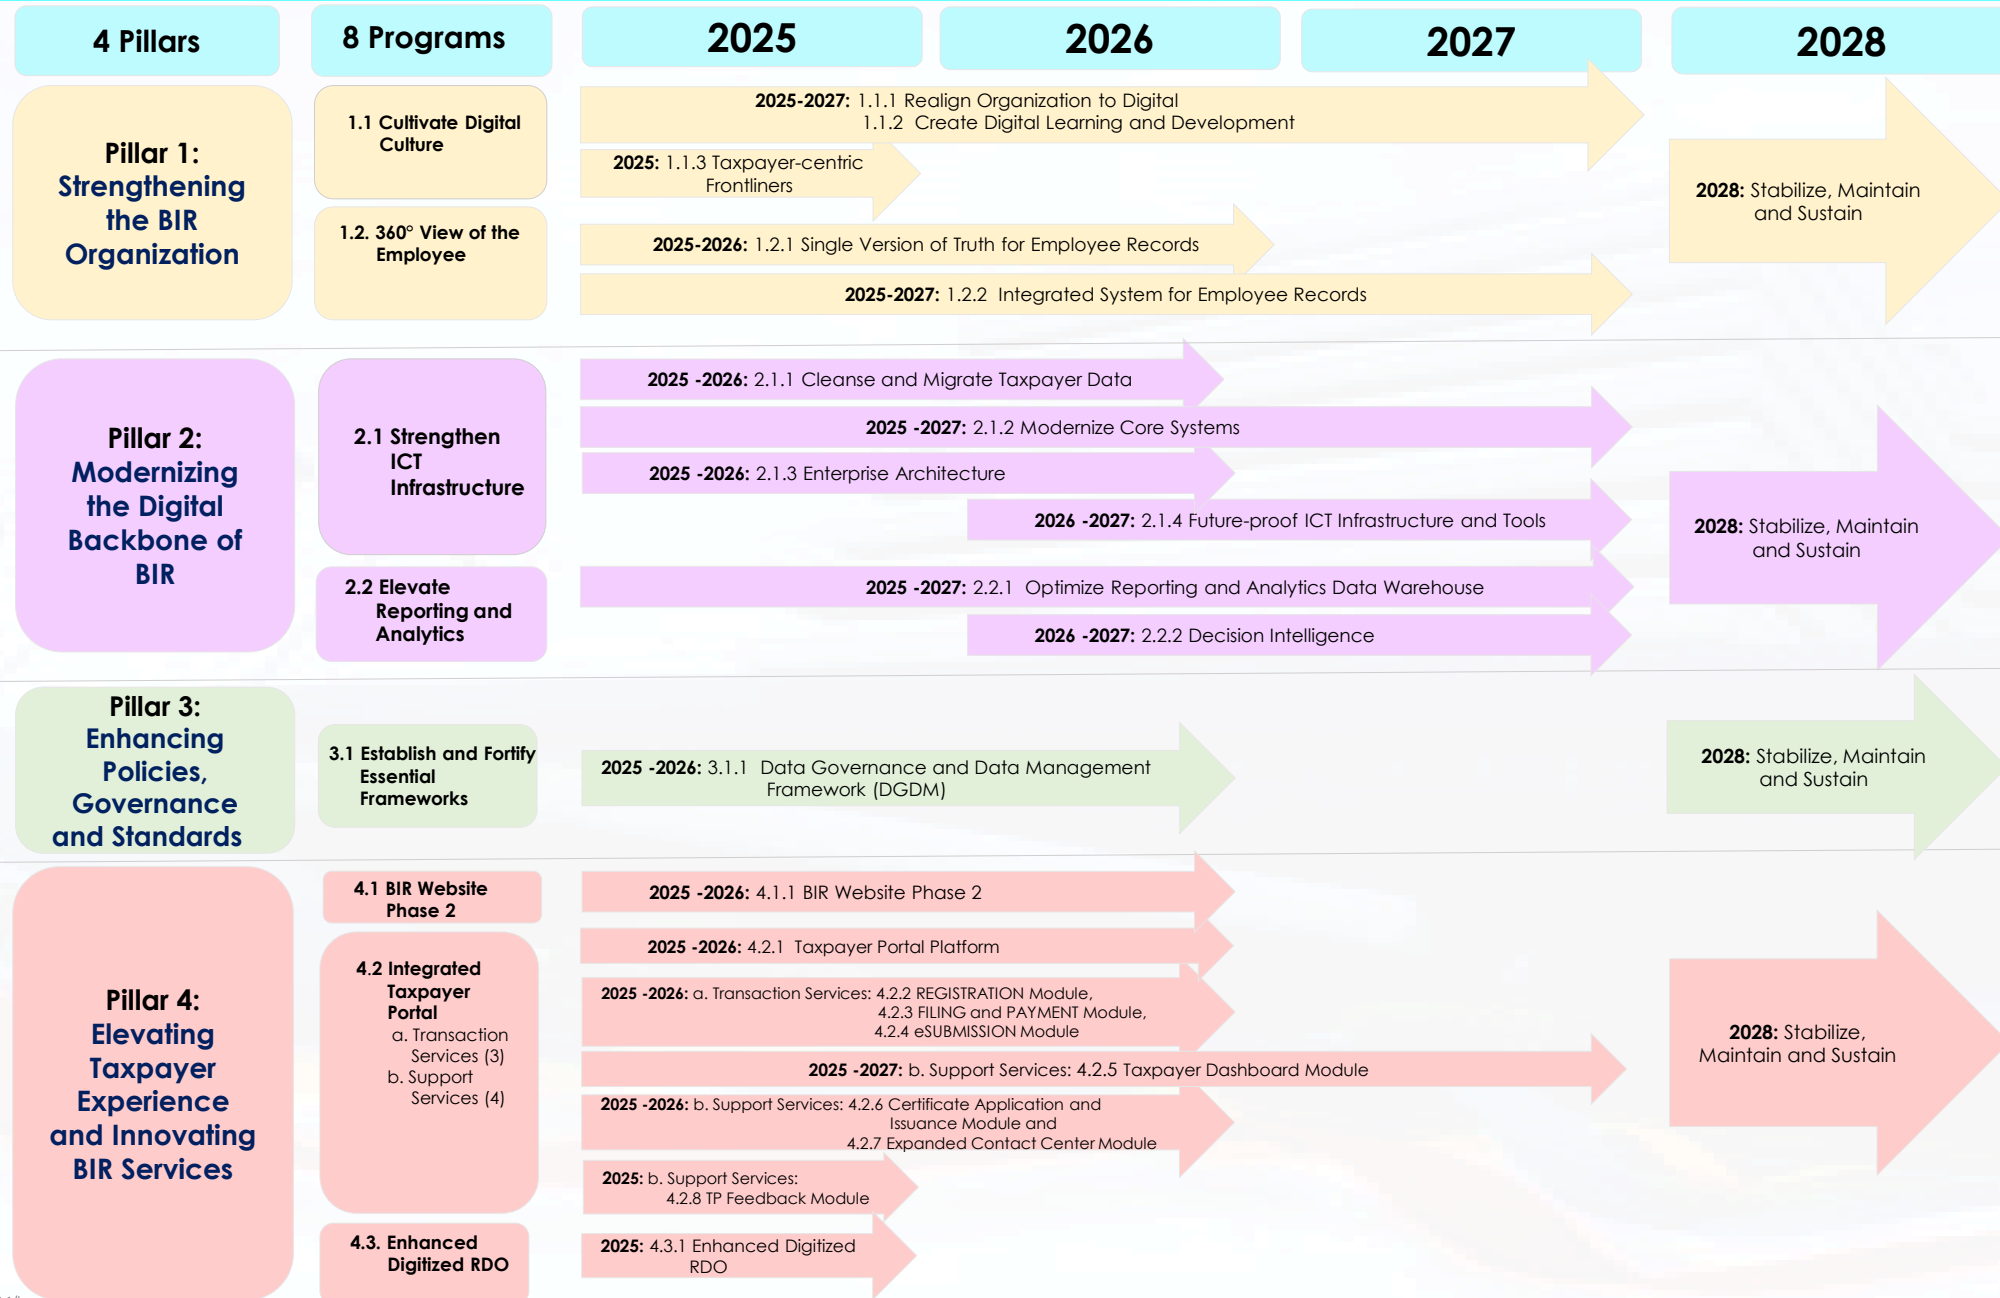 4 Pillars
8 Programs
2025
2026
2027
2028
Pillar 1:
Strengthening
the BIR
Organization
1.1 Cultivate Digital
Culture
2025-2027: 1.1.1 Realign Organization to Digital
1.1.2 Create Digital Learning and Development
2025: 1.1.3 Taxpayer-centric
Frontliners
1.2. 360° View of the
Employee
2025-2026: 1.2.1 Single Version of Truth for Employee Records
2025-2027: 1.2.2 Integrated System for Employee Records
2028: Stabilize, Maintain
and Sustain
Pillar 2:
Modernizing
the Digital
Backbone of
BIR
2.1 Strengthen
ICT
Infrastructure
2025 -2026: 2.1.1 Cleanse and Migrate Taxpayer Data
2025 -2027: 2.1.2 Modernize Core Systems
2025 -2026: 2.1.3 Enterprise Architecture
2026 -2027: 2.1.4 Future-proof ICT Infrastructure and Tools
2.2 Elevate
Reporting and
Analytics
2025 -2027: 2.2.1 Optimize Reporting and Analytics Data Warehouse
2026 -2027: 2.2.2 Decision Intelligence
2028: Stabilize, Maintain
and Sustain
Pillar 3:
Enhancing
Policies,
Governance
and Standards
3.1 Establish and Fortify
Essential
Frameworks
2025 -2026: 3.1.1 Data Governance and Data Management
Framework (DGDM)
2028: Stabilize, Maintain
and Sustain
Pillar 4:
Elevating
Taxpayer
Experience
and Innovating
BIR Services
4.1 BIR Website
Phase 2
2025 -2026: 4.1.1 BIR Website Phase 2
4.2 Integrated
Taxpayer
Portal
a. Transaction
Services (3)
b. Support
Services (4)
2025 -2026: 4.2.1 Taxpayer Portal Platform
2025 -2026: a. Transaction Services: 4.2.2 REGISTRATION Module,
4.2.3 FILING and PAYMENT Module,
4.2.4 eSUBMISSION Module
2025 -2027: b. Support Services: 4.2.5 Taxpayer Dashboard Module
2025 -2026: b. Support Services: 4.2.6 Certificate Application and
Issuance Module and
4.2.7 Expanded Contact Center Module
2025: b. Support Services:
4.2.8 TP Feedback Module
4.3. Enhanced
Digitized RDO
2025: 4.3.1 Enhanced Digitized
RDO
2028: Stabilize,
Maintain and Sustain